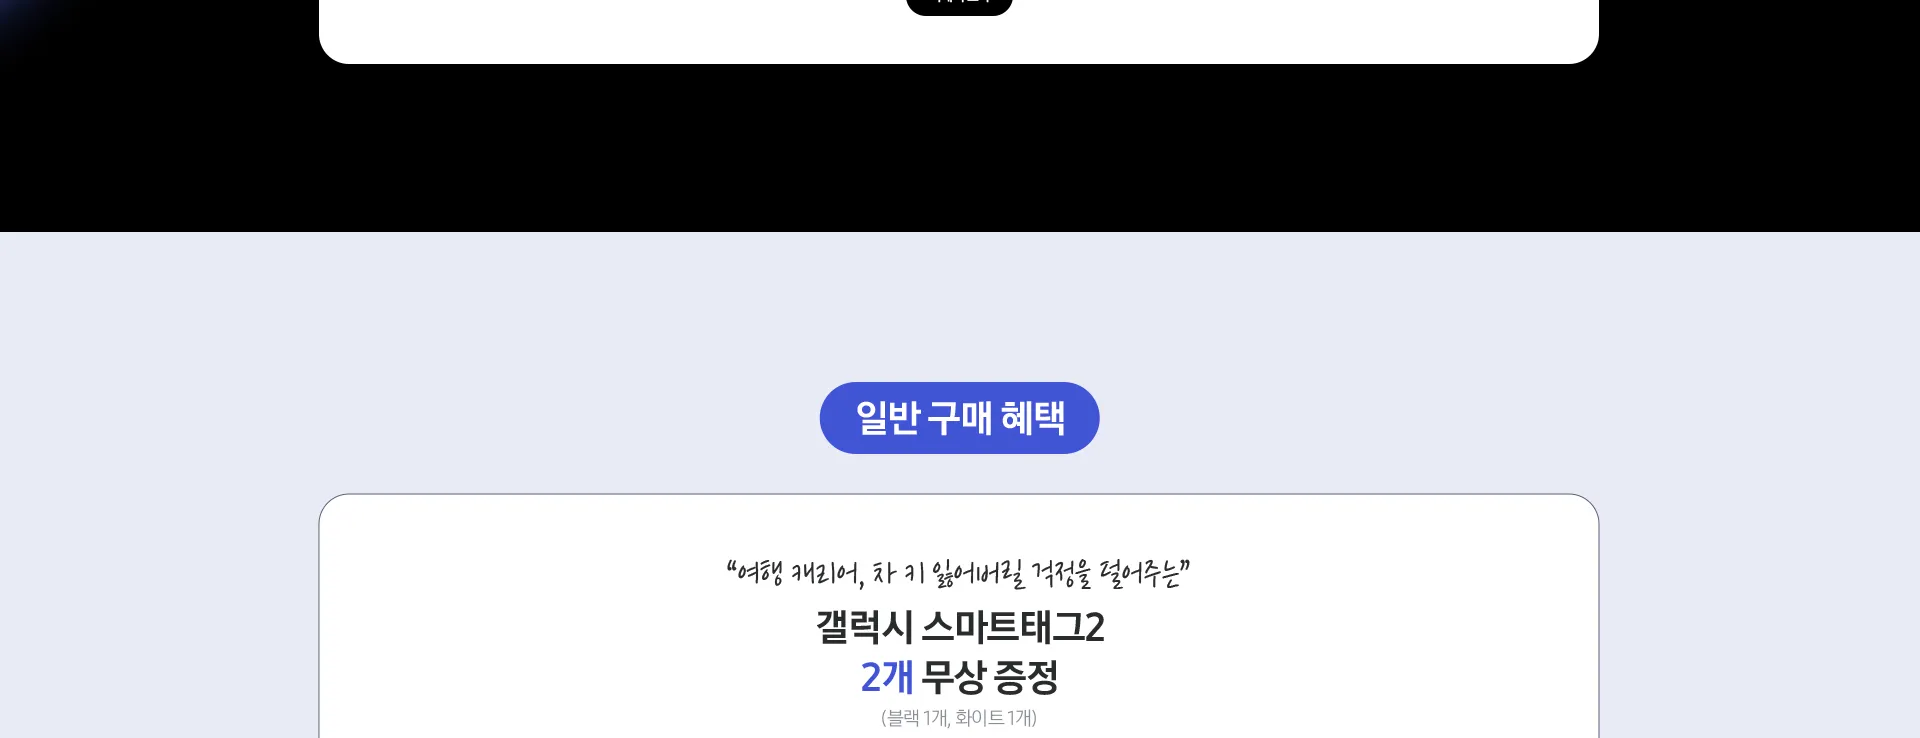 일반 구매 혜택
“여행 캐리어, 차 키 잃어버릴 걱정을 덜어주는”
갤럭시 스마트태그2
2개 무상 증정
(블랙 1개, 화이트 1개)